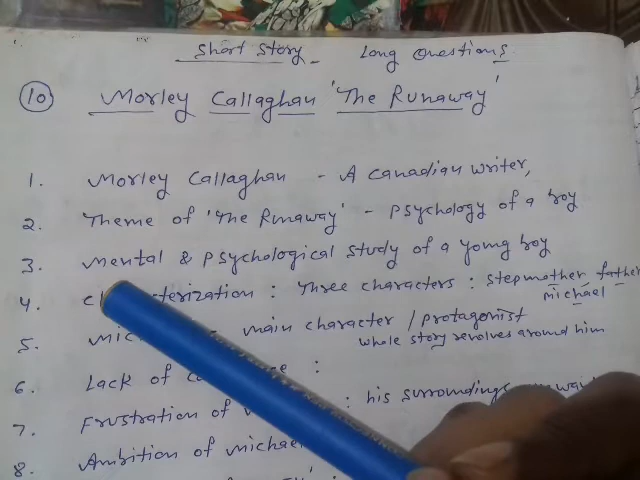 Short Story - Long Questions
10 Morley Callaghan 'The Runaway'
1. Morley Callaghan - A Canadian writer,
2. Theme of 'The Runaway' - Psychology of a boy
3. Mental & Psychological study of a young boy
4. terization : Three characters : stepmother father
michael
5. Mic - main character / protagonist
whole story revolves around him
6. Lack of :
7. Frustration of : his surroundings
8. Ambition of michael